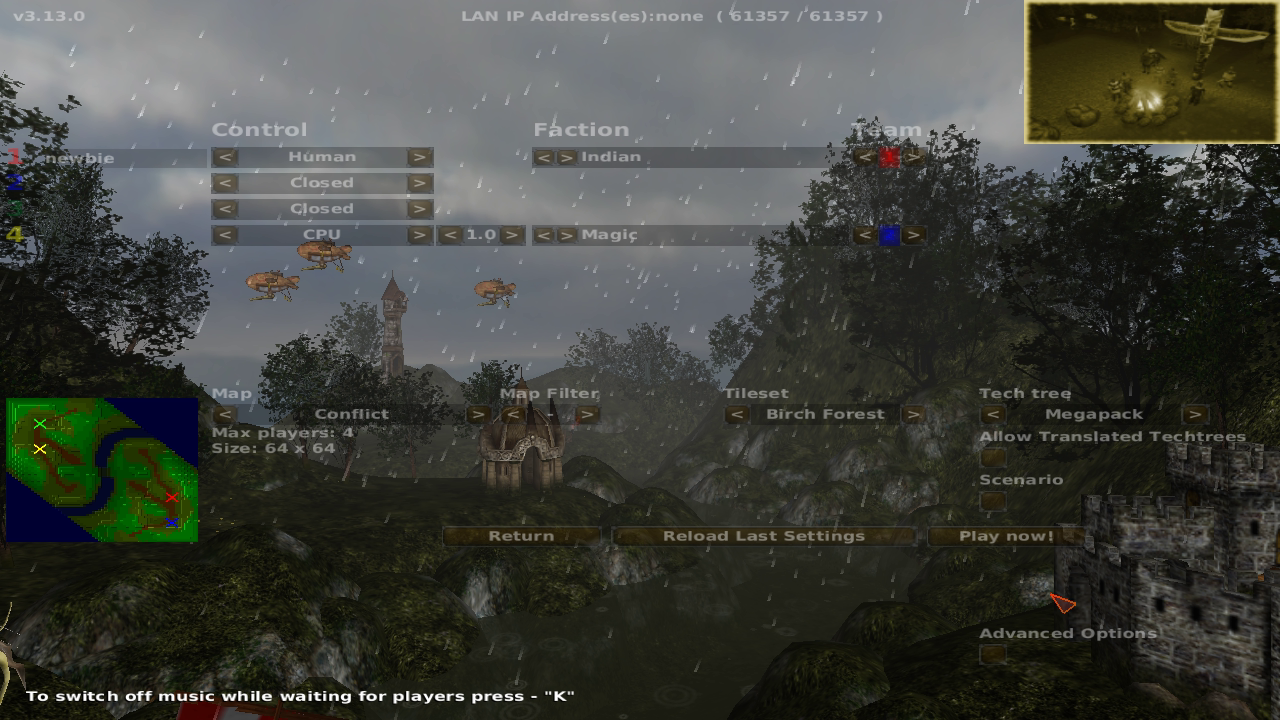 v3.13.0
LAN IP Address(es):none ( 61357 / 61357 )
Control Faction Team
1 newbie < Human > < > Indian < >
2 < Closed >
3 < Closed >
4 < CPU > < 1.0 > < > Magic < >
Map Map Filter Tileset Tech tree
< Conflict > < > < Birch Forest > < Megapack >
Max players: 4
Size: 64 x 64
Allow Translated Techtrees
Scenario
Return Reload Last Settings Play now!
Advanced Options
To switch off music while waiting for players press - "K"